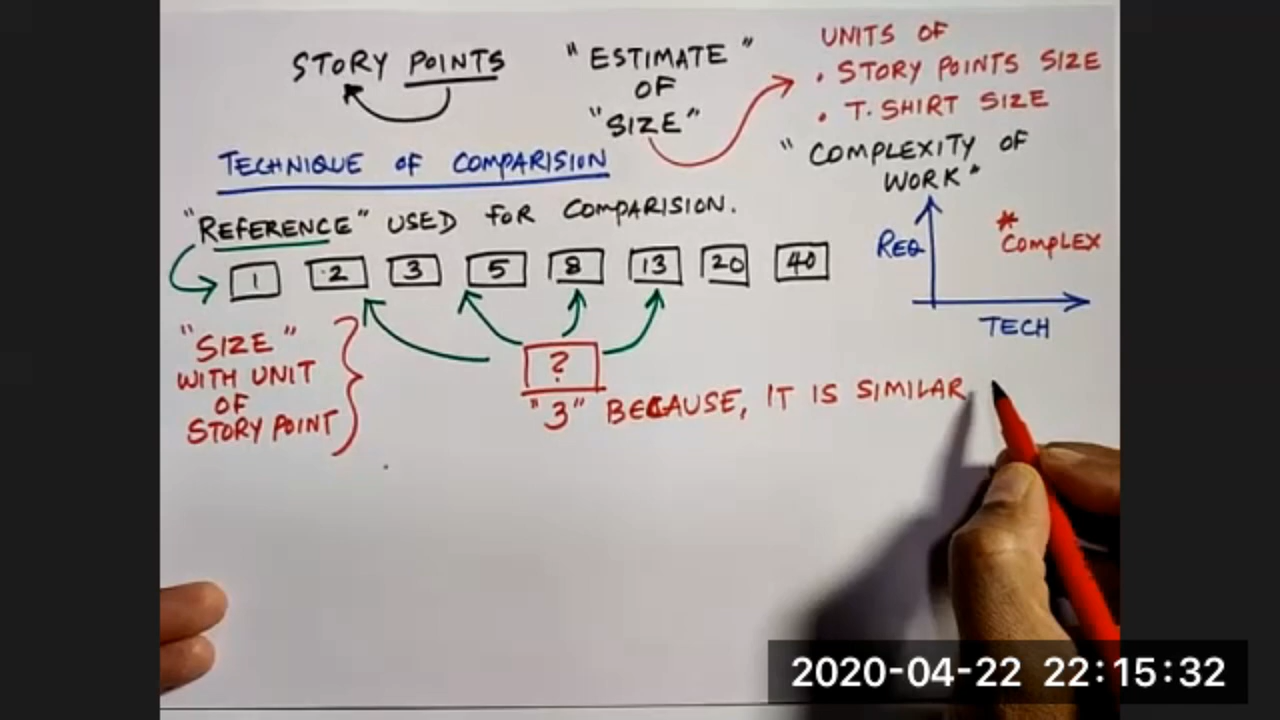 STORY POINTS
"ESTIMATE"
OF
"SIZE"
UNITS OF
• STORY POINTS SIZE
• T. SHIRT SIZE
"COMPLEXITY OF
WORK"
TECHNIQUE OF COMPARISION
"REFERENCE" USED FOR COMPARISION.
1 2 3 5 8 13 20 40
REQ
* COMPLEX
TECH
"SIZE"
WITH UNIT
OF
STORY POINT
?
"3" BECAUSE, IT IS SIMILAR
2020-04-22 22:15:32